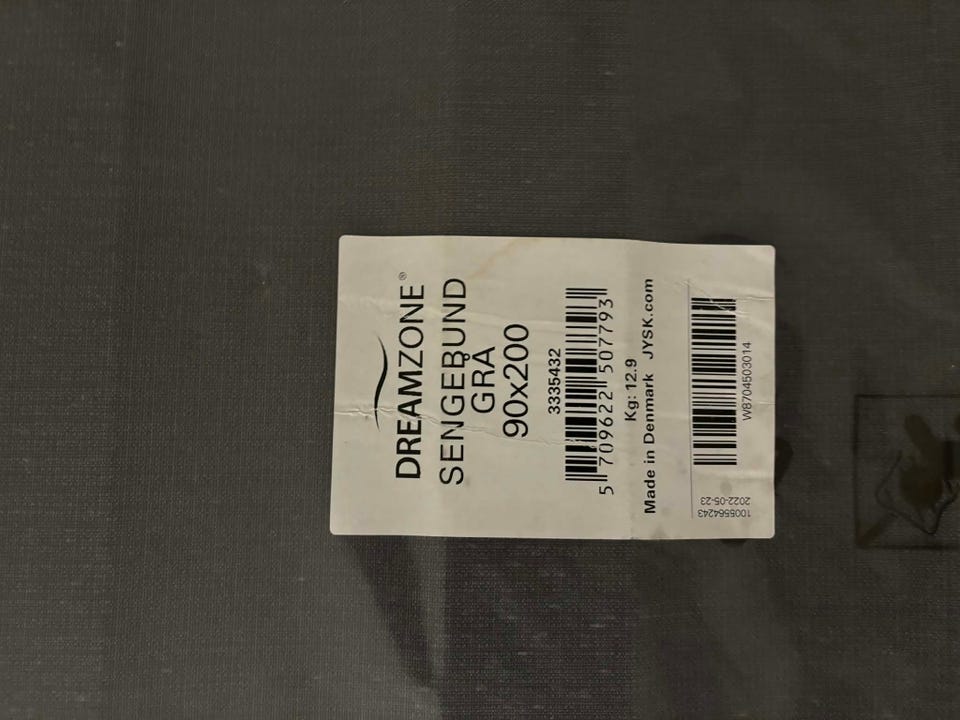 DREAMZONE®
SENGEBUND
GRÅ
90x200
3335432
5 709622 507793
Kg: 12.9
Made in Denmark JYSK.com
W8704503014
1005564243
2022-05-23